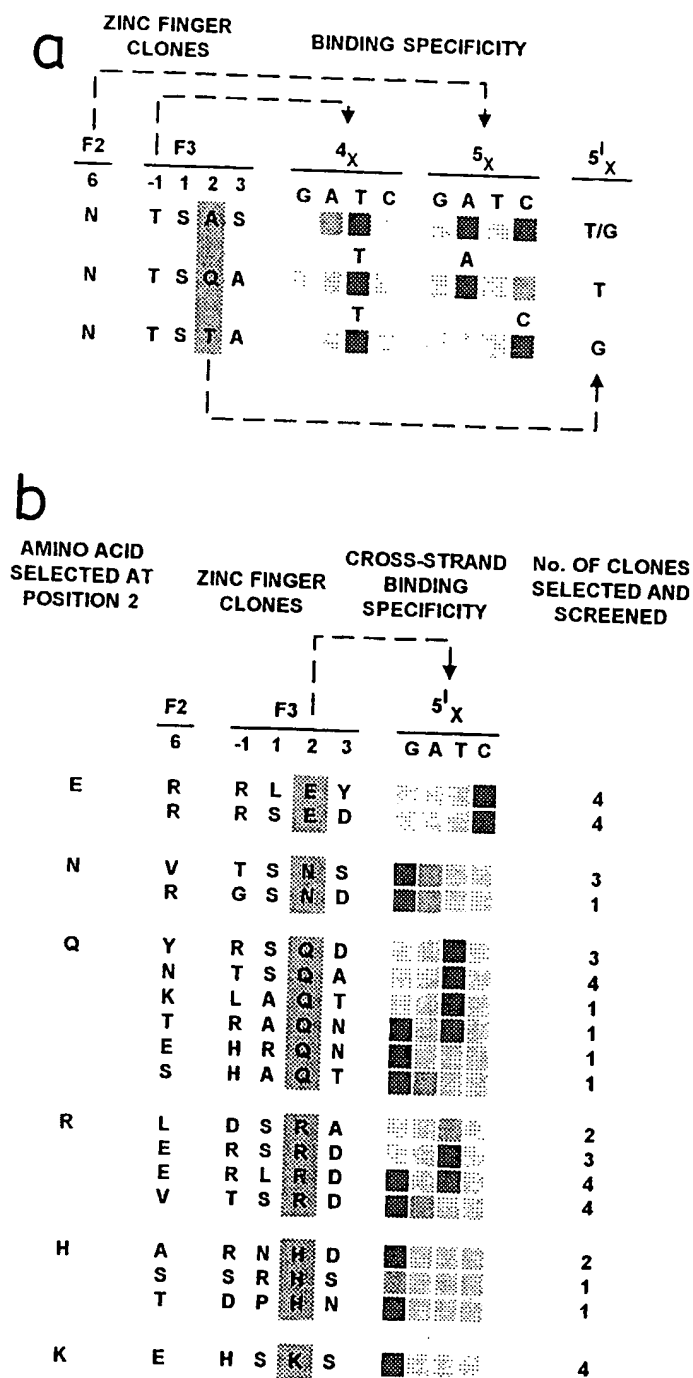 a
ZINC FINGER CLONES
BINDING SPECIFICITY
F2 F3 4X 5X 5'X
6 -1 1 2 3 G A T C G A T C
N T S A S T/G
T A
N T S Q A T
T C
N T S T A G
b
AMINO ACID SELECTED AT POSITION 2
ZINC FINGER CLONES
CROSS-STRAND BINDING SPECIFICITY
No. OF CLONES SELECTED AND SCREENED
F2 F3 5'X
6 -1 1 2 3 G A T C
E R R L E Y 4
R R S E D 4
N V T S N S 3
R G S N D 1
Q Y R S Q D 3
N T S Q A 4
K L A Q T 1
T R A Q N 1
E H R Q N 1
S H A Q T 1
R L D S R A 2
E R S R D 3
E R L R D 4
V T S R D 4
H A R N H D 2
S S R H S 1
T D P H N 1
K E H S K S 4